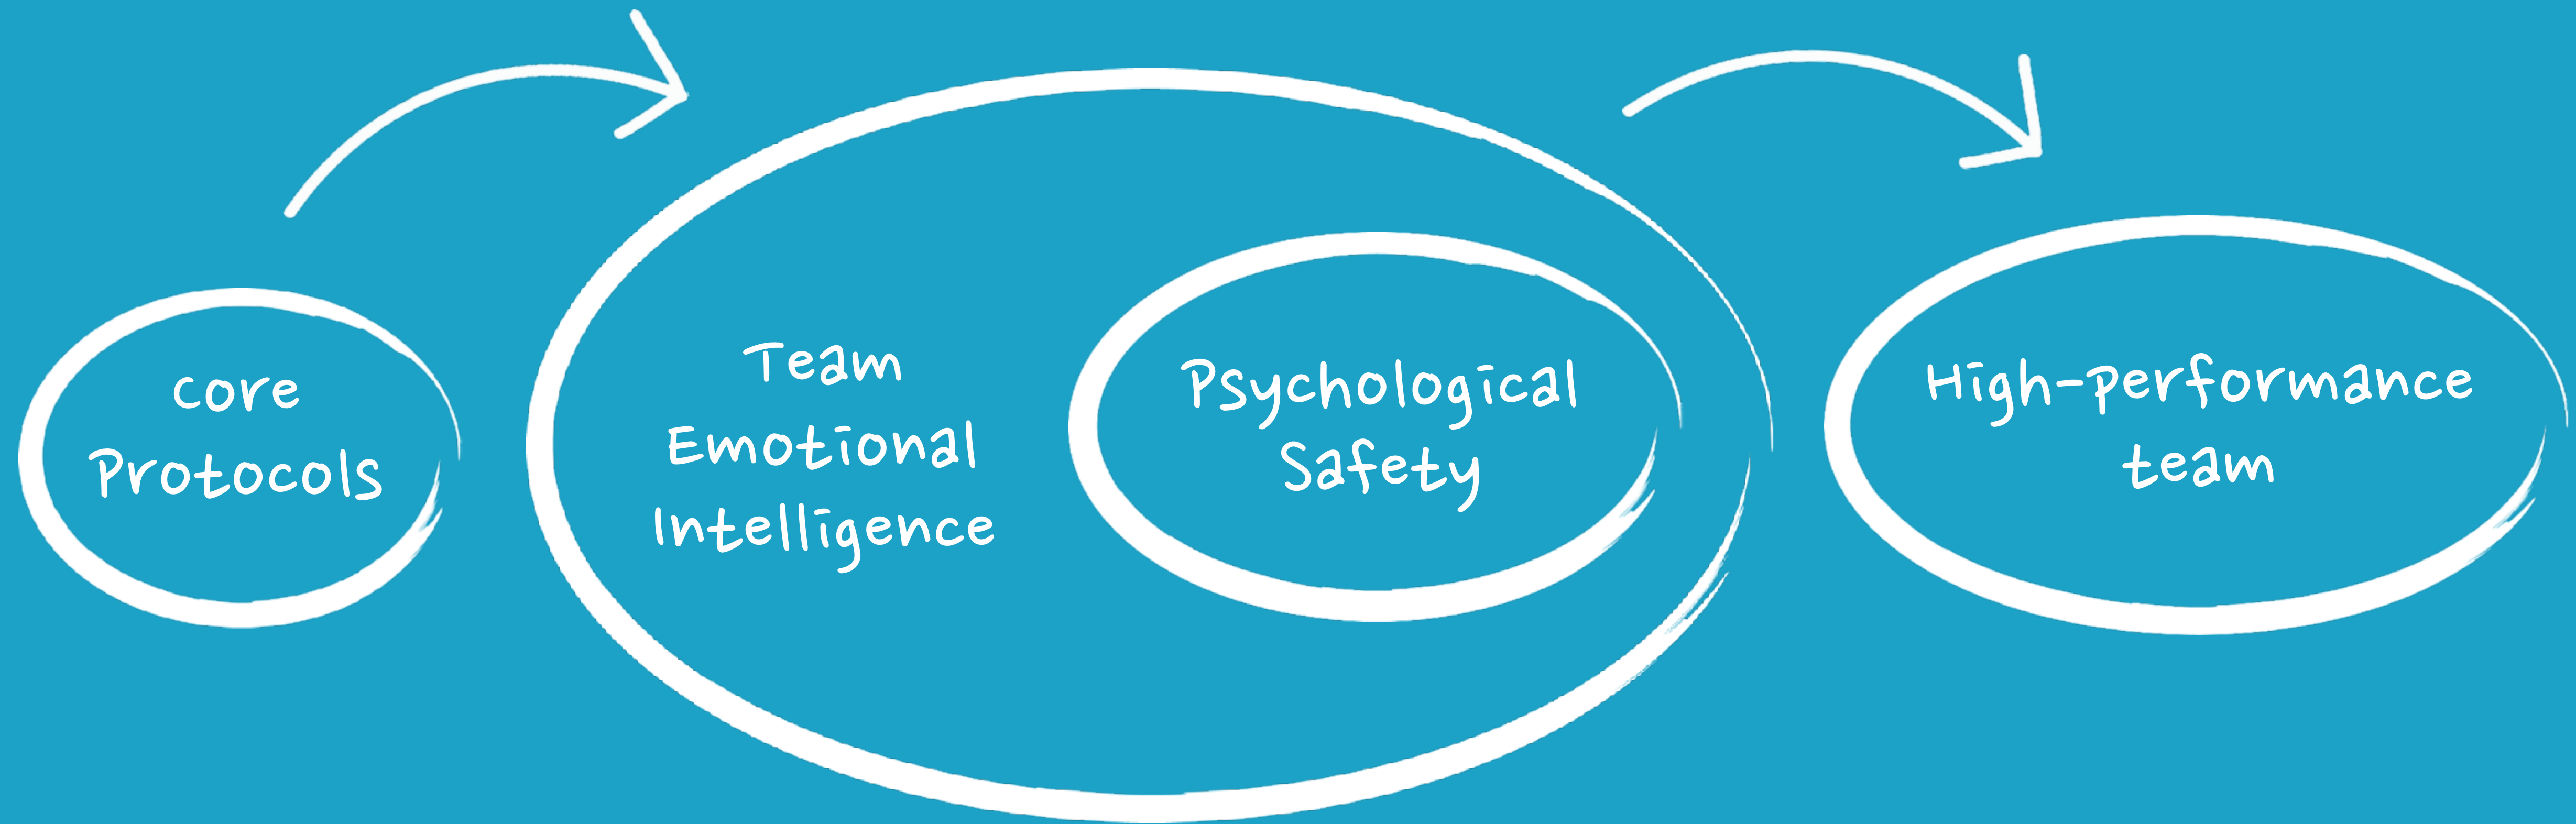 Core
Protocols
Team
Emotional
Intelligence
Psychological
Safety
High-performance
team